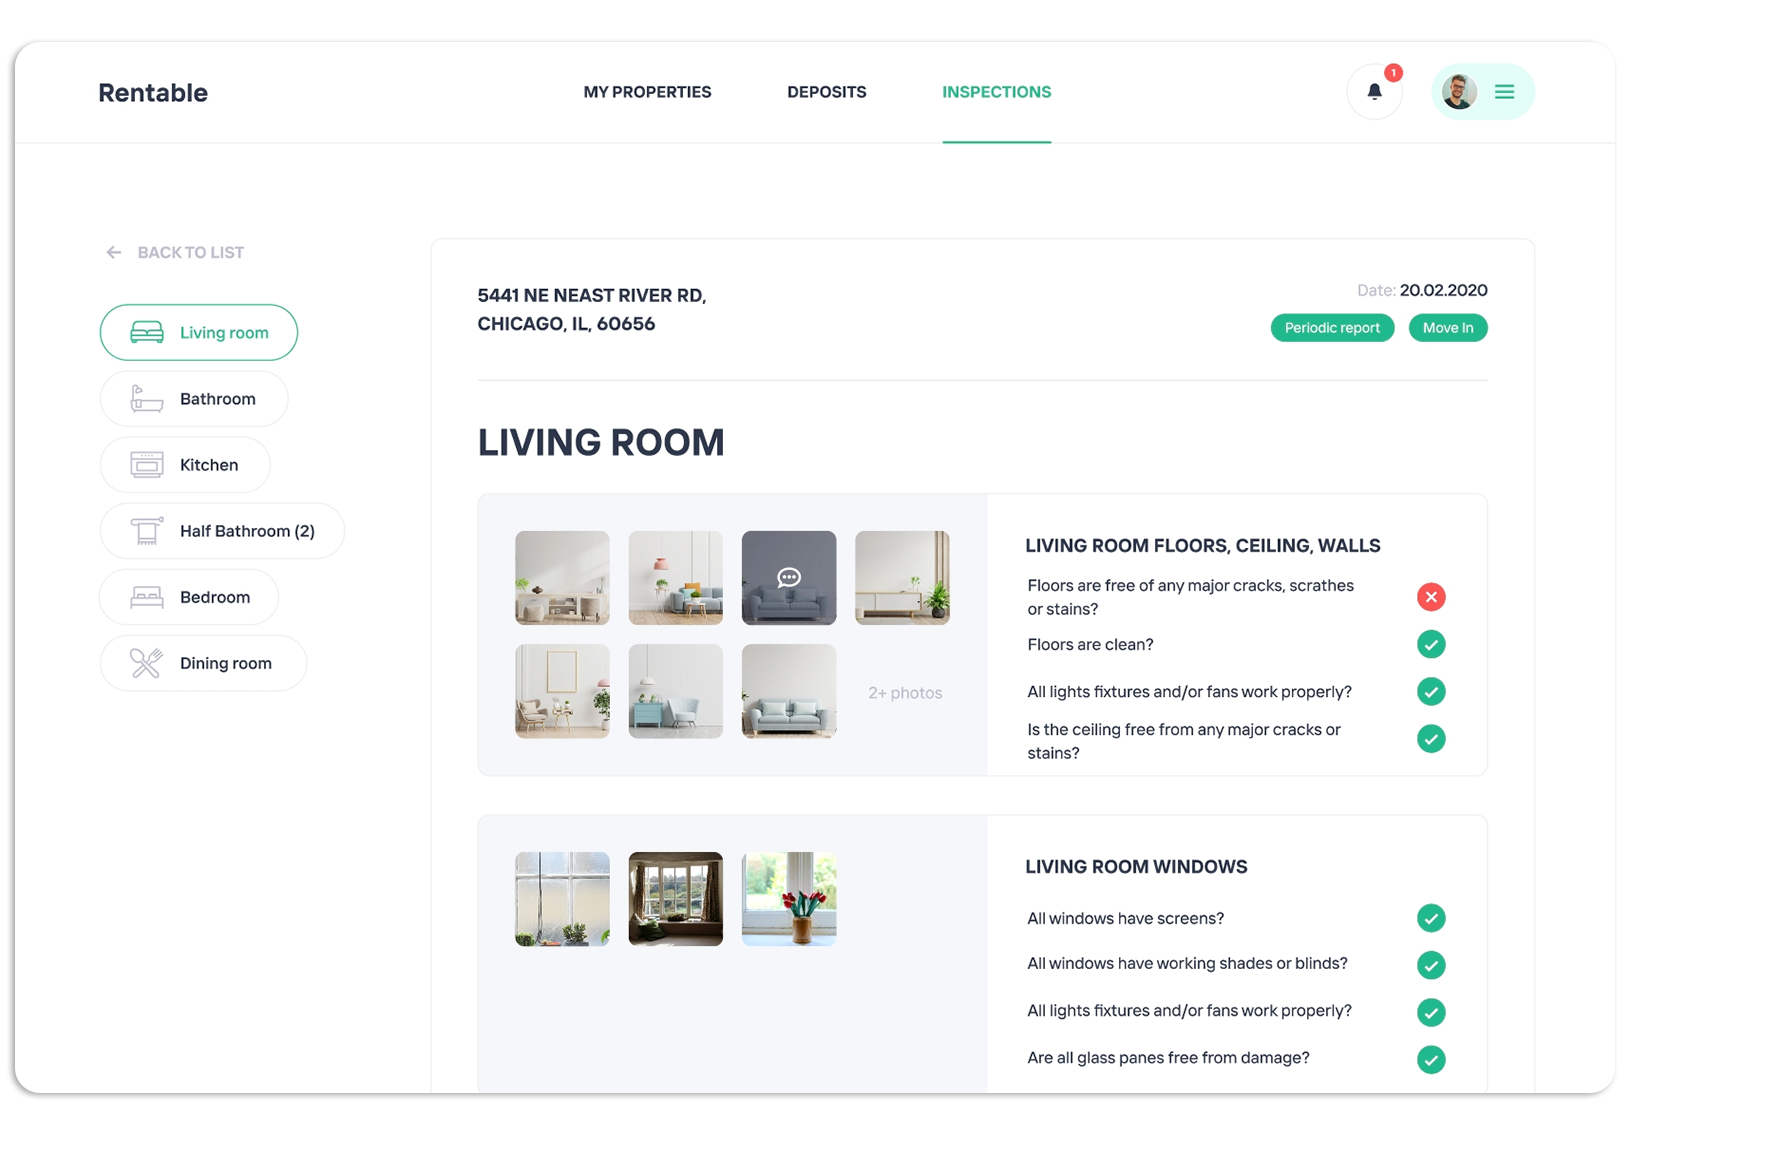 Rentable
MY PROPERTIES
DEPOSITS
INSPECTIONS
1
BACK TO LIST
Living room
Bathroom
Kitchen
Half Bathroom (2)
Bedroom
Dining room
5441 NE NEAST RIVER RD,
CHICAGO, IL, 60656
Date: 20.02.2020
Periodic report
Move In
LIVING ROOM
2+ photos
LIVING ROOM FLOORS, CEILING, WALLS
Floors are free of any major cracks, scrathes
or stains?
Floors are clean?
All lights fixtures and/or fans work properly?
Is the ceiling free from any major cracks or
stains?
LIVING ROOM WINDOWS
All windows have screens?
All windows have working shades or blinds?
All lights fixtures and/or fans work properly?
Are all glass panes free from damage?